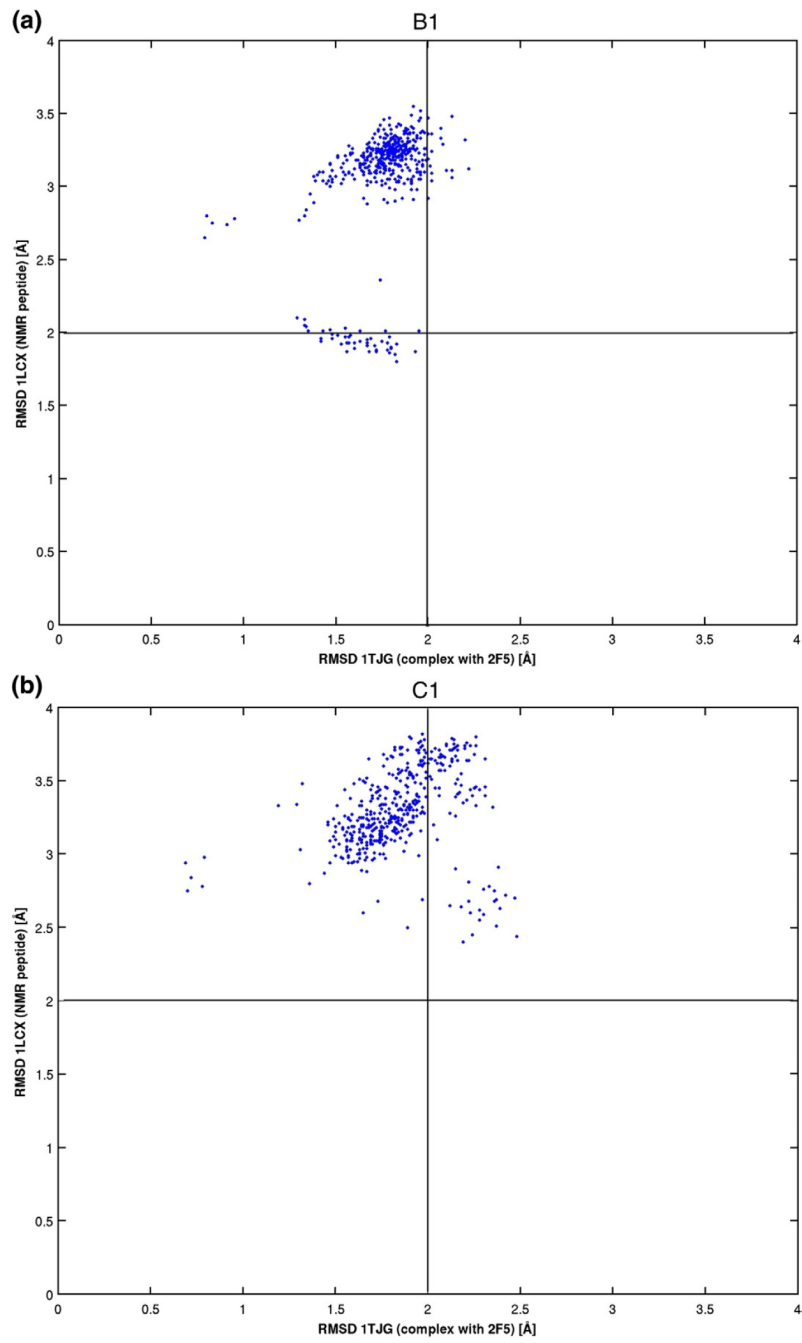 (a)
B1
4
3.5
3
2.5
2
1.5
1
0.5
0
RMSD 1LCX (NMR peptide) [Å]
0 0.5 1 1.5 2 2.5 3 3.5 4
RMSD 1TJG (complex with 2F5) [Å]
(b)
C1
4
3.5
3
2.5
2
1.5
1
0.5
0
RMSD 1LCX (NMR peptide) [Å]
0 0.5 1 1.5 2 2.5 3 3.5 4
RMSD 1TJG (complex with 2F5) [Å]